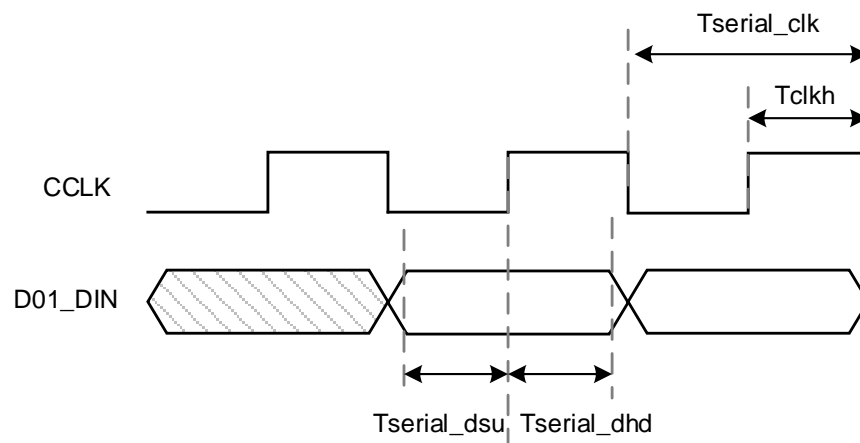 Tserial_clk
Tclkh
CCLK
D01_DIN
Tserial_dsu Tserial_dhd